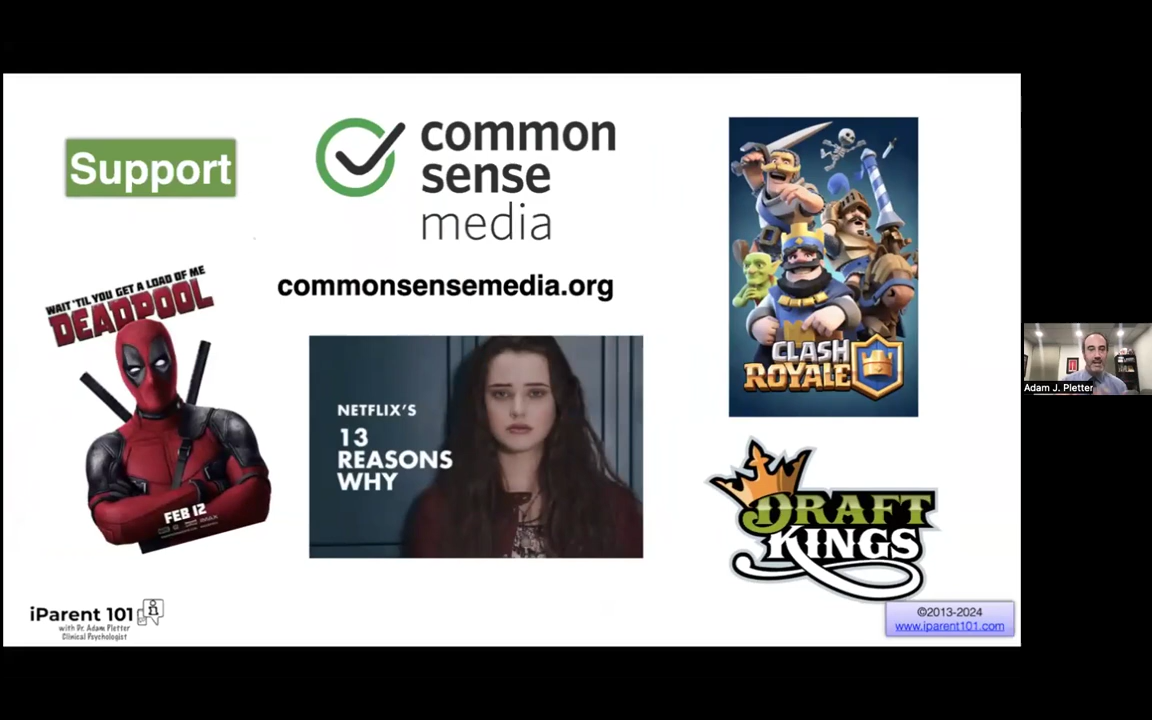 Support
common
sense
media
commonsensemedia.org
WAIT 'TIL YOU GET A LOAD OF ME
DEADPOOL
FEB 12
NETFLIX'S
13
REASONS
WHY
CLASH
ROYALE
DRAFT
KINGS
Adam J. Pletter
iParent 101
with Dr. Adam Pletter
Clinical Psychologist
©2013-2024
www.iparent101.com